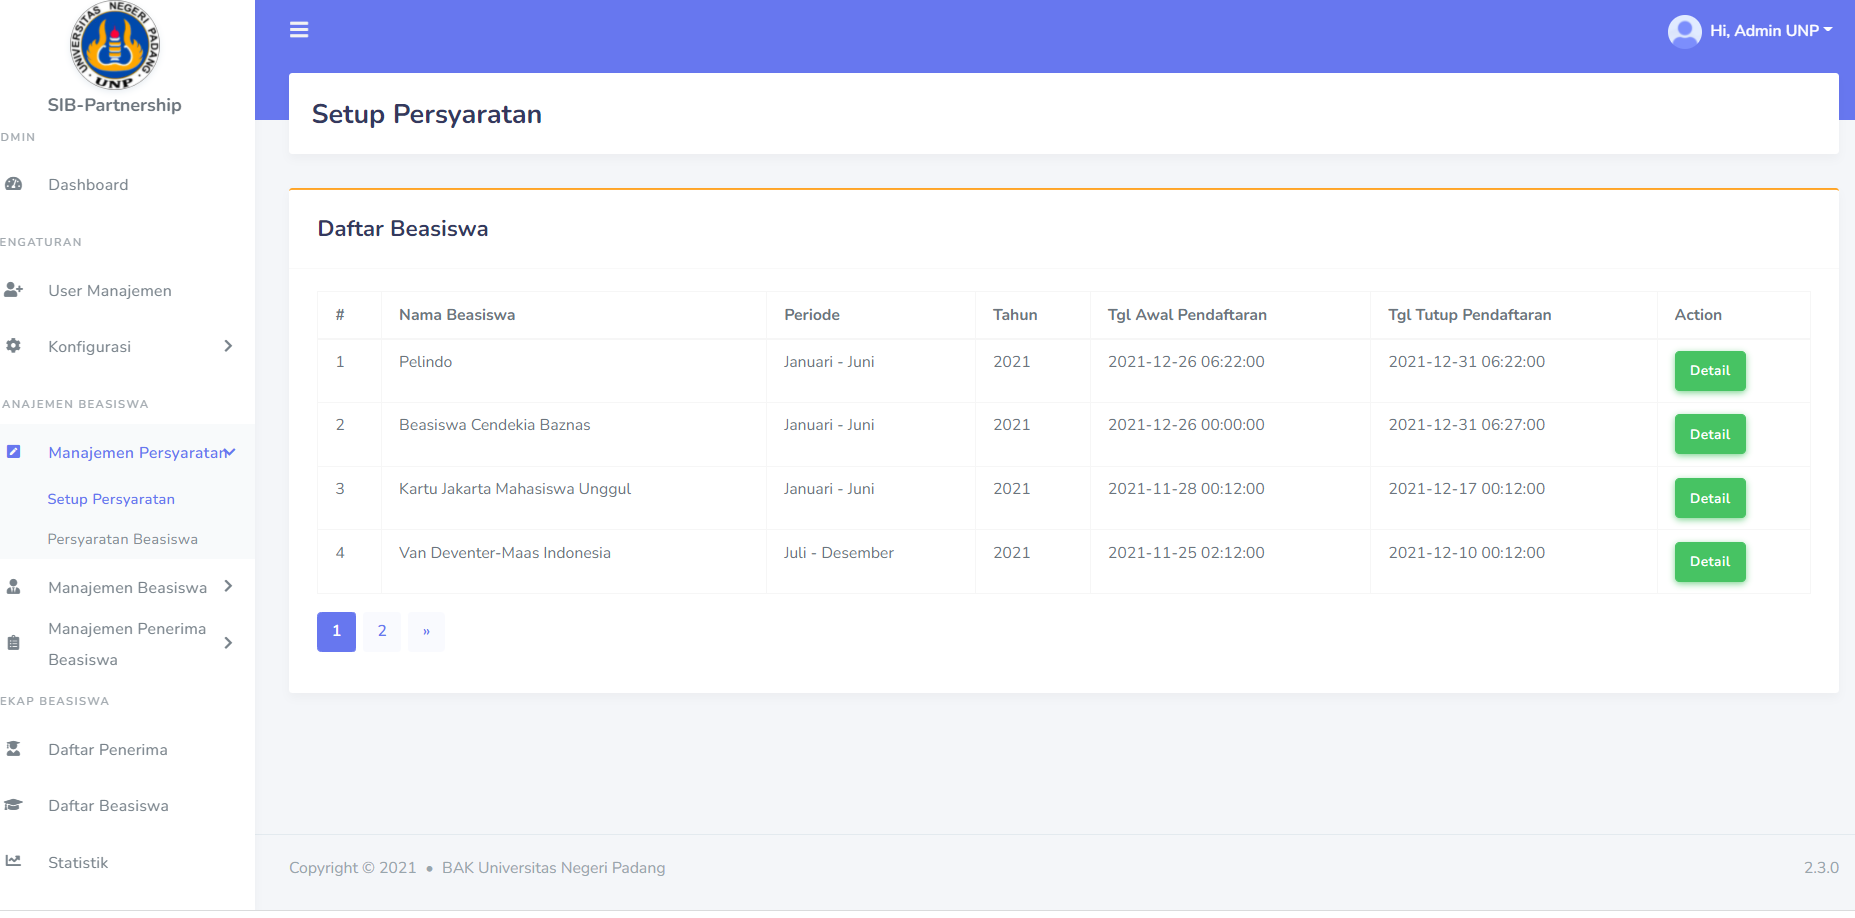 UNIVERSITAS NEGERI PADANG
UNP
SIB-Partnership
DMIN
Dashboard
ENGATURAN
User Manajemen
Konfigurasi
ANAJEMEN BEASISWA
Manajemen Persyaratan
Setup Persyaratan
Persyaratan Beasiswa
Manajemen Beasiswa
Manajemen Penerima
Beasiswa
EKAP BEASISWA
Daftar Penerima
Daftar Beasiswa
Statistik
Hi, Admin UNP
Setup Persyaratan
Daftar Beasiswa
# Nama Beasiswa Periode Tahun Tgl Awal Pendaftaran Tgl Tutup Pendaftaran Action
1 Pelindo Januari - Juni 2021 2021-12-26 06:22:00 2021-12-31 06:22:00 Detail
2 Beasiswa Cendekia Baznas Januari - Juni 2021 2021-12-26 00:00:00 2021-12-31 06:27:00 Detail
3 Kartu Jakarta Mahasiswa Unggul Januari - Juni 2021 2021-11-28 00:12:00 2021-12-17 00:12:00 Detail
4 Van Deventer-Maas Indonesia Juli - Desember 2021 2021-11-25 02:12:00 2021-12-10 00:12:00 Detail
1 2 »
Copyright © 2021 • BAK Universitas Negeri Padang 2.3.0